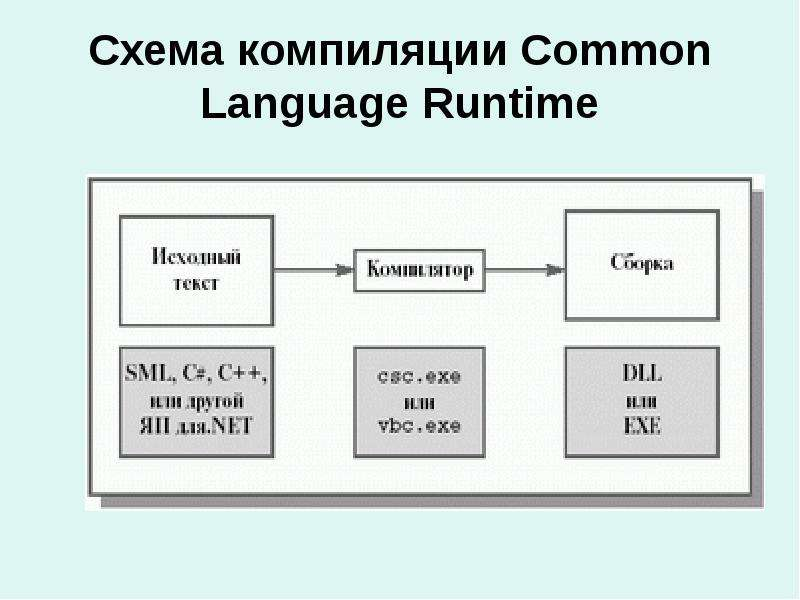 Схема компиляции Common
Language Runtime
Исходный
текст
Компилятор
Сборка
SML, C#, C++,
или другой
ЯП для.NET
csc.exe
или
vbc.exe
DLL
или
EXE